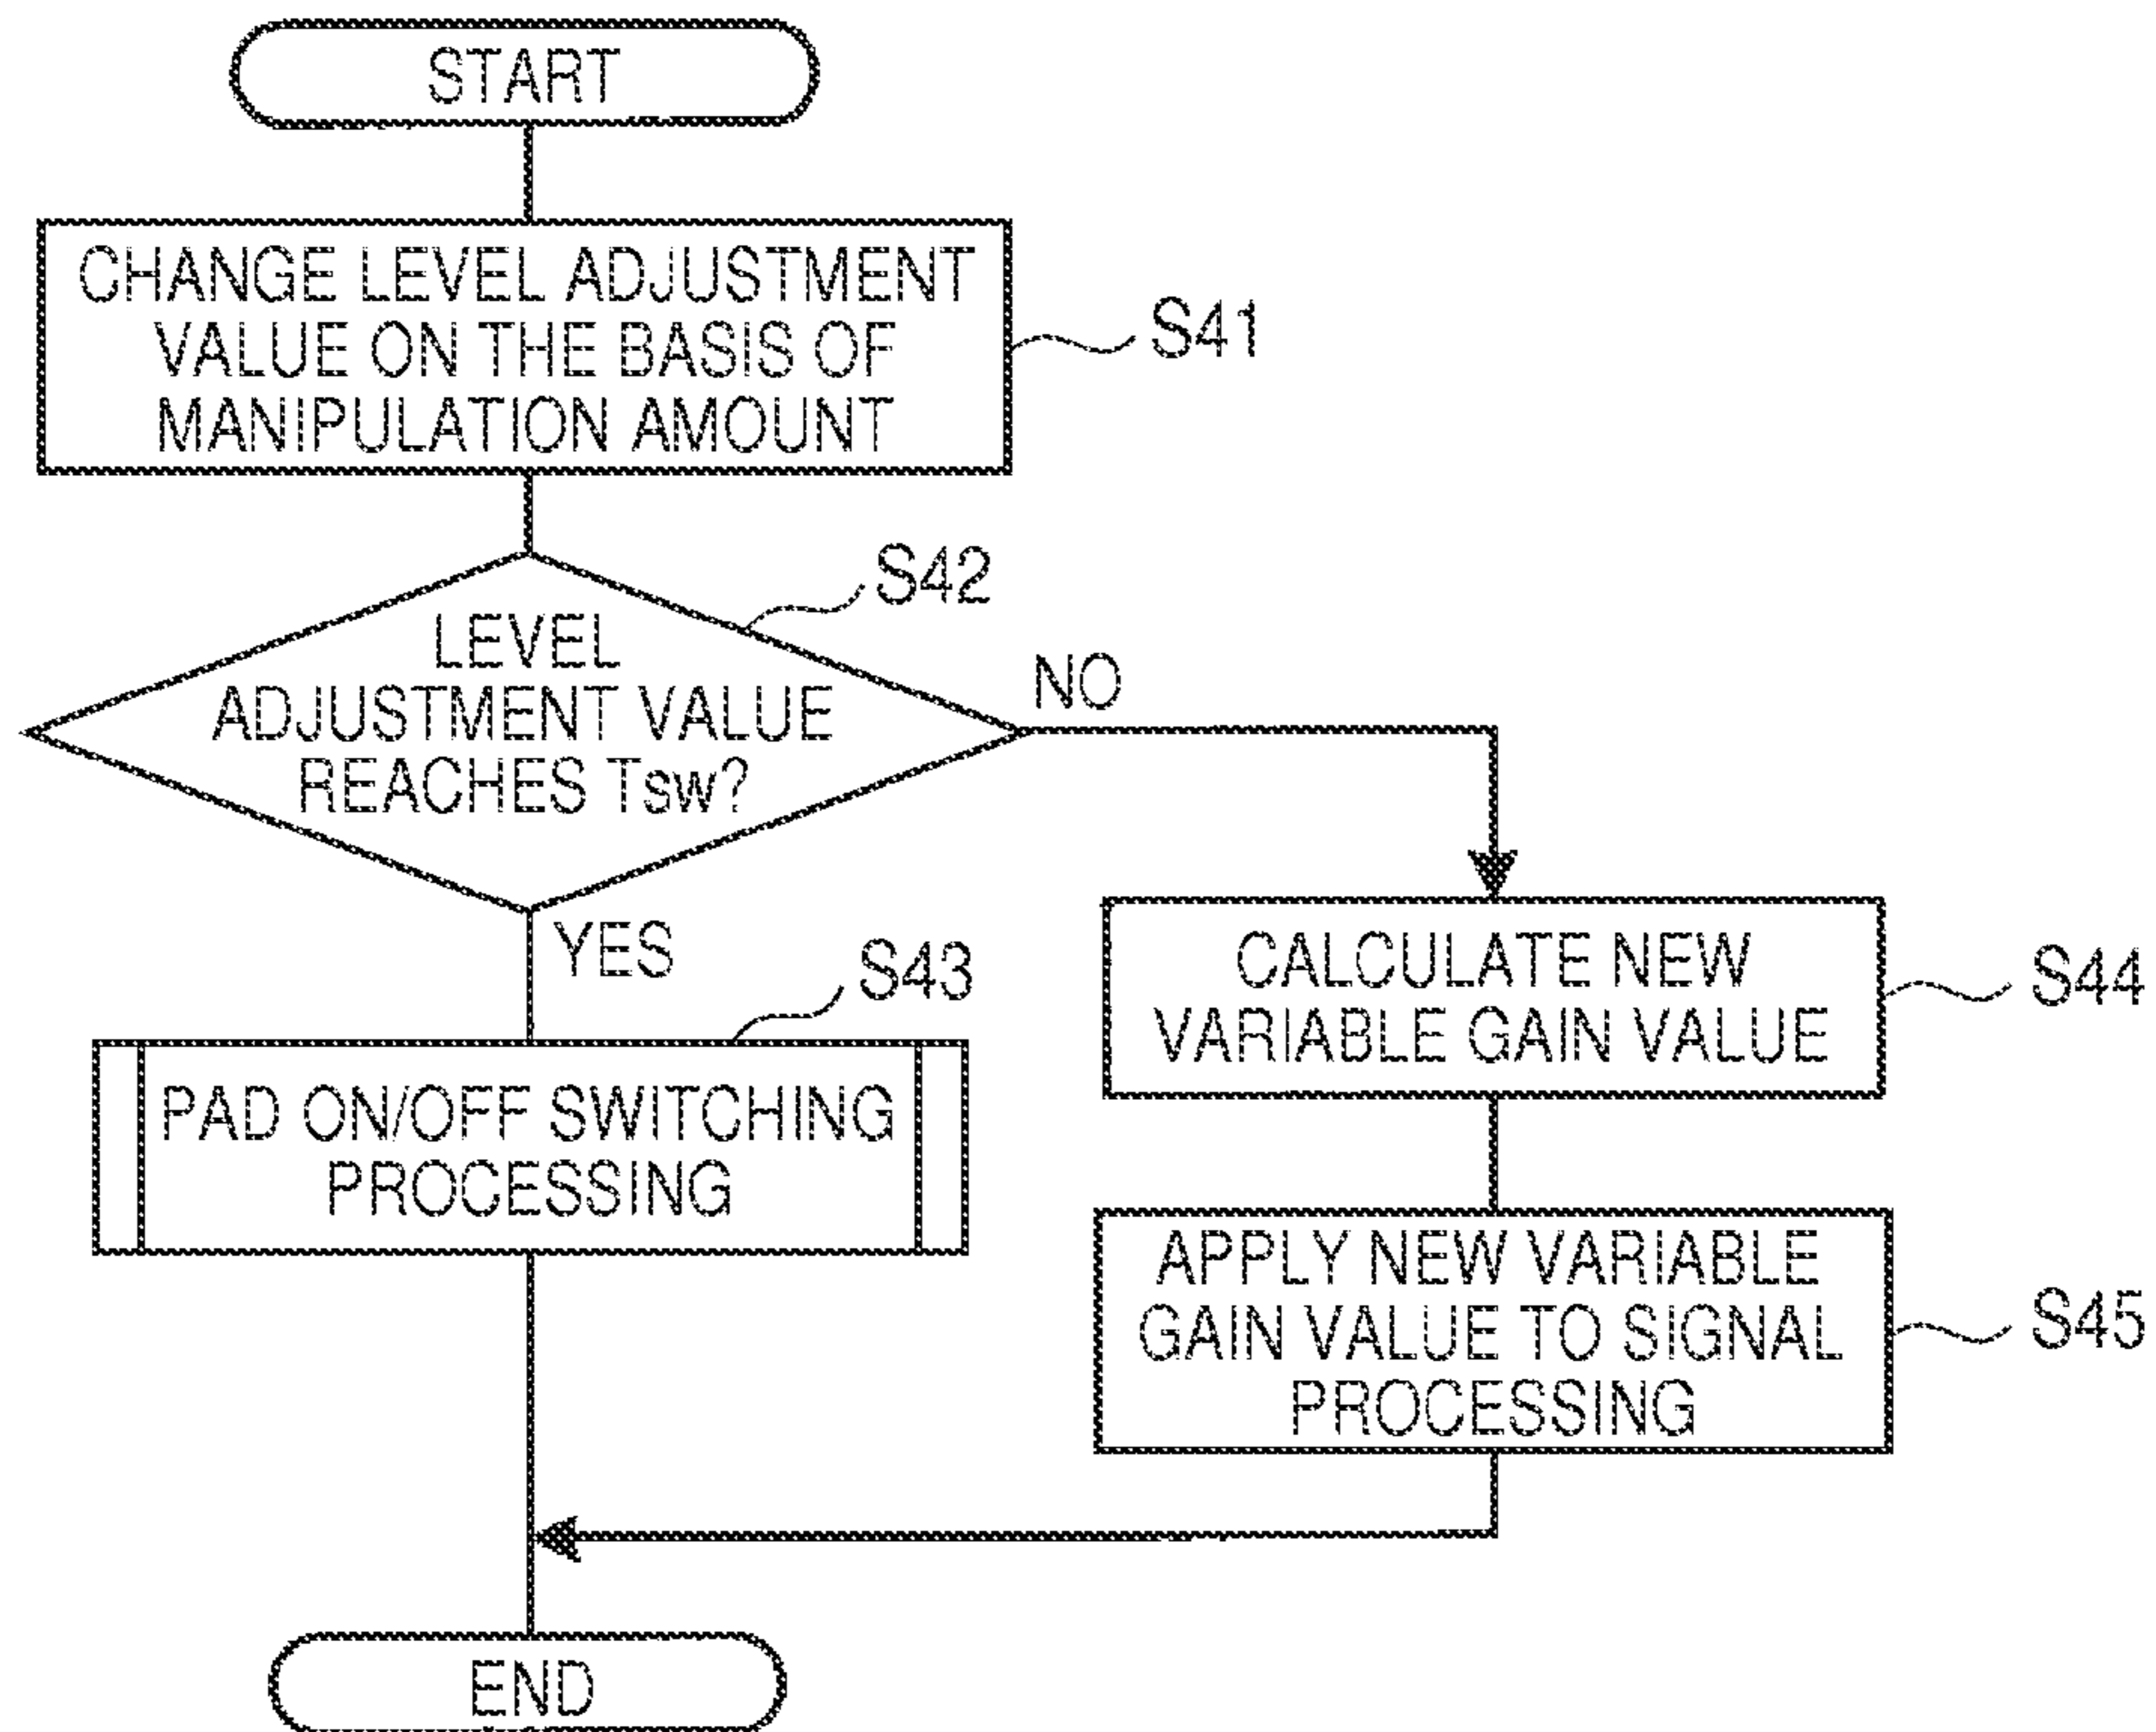 START
CHANGE LEVEL ADJUSTMENT
VALUE ON THE BASIS OF
MANIPULATION AMOUNT
S41
S42
LEVEL
ADJUSTMENT VALUE
REACHES Tsw?
NO
YES
S43
PAD ON/OFF SWITCHING
PROCESSING
CALCULATE NEW
VARIABLE GAIN VALUE
S44
APPLY NEW VARIABLE
GAIN VALUE TO SIGNAL
PROCESSING
S45
END